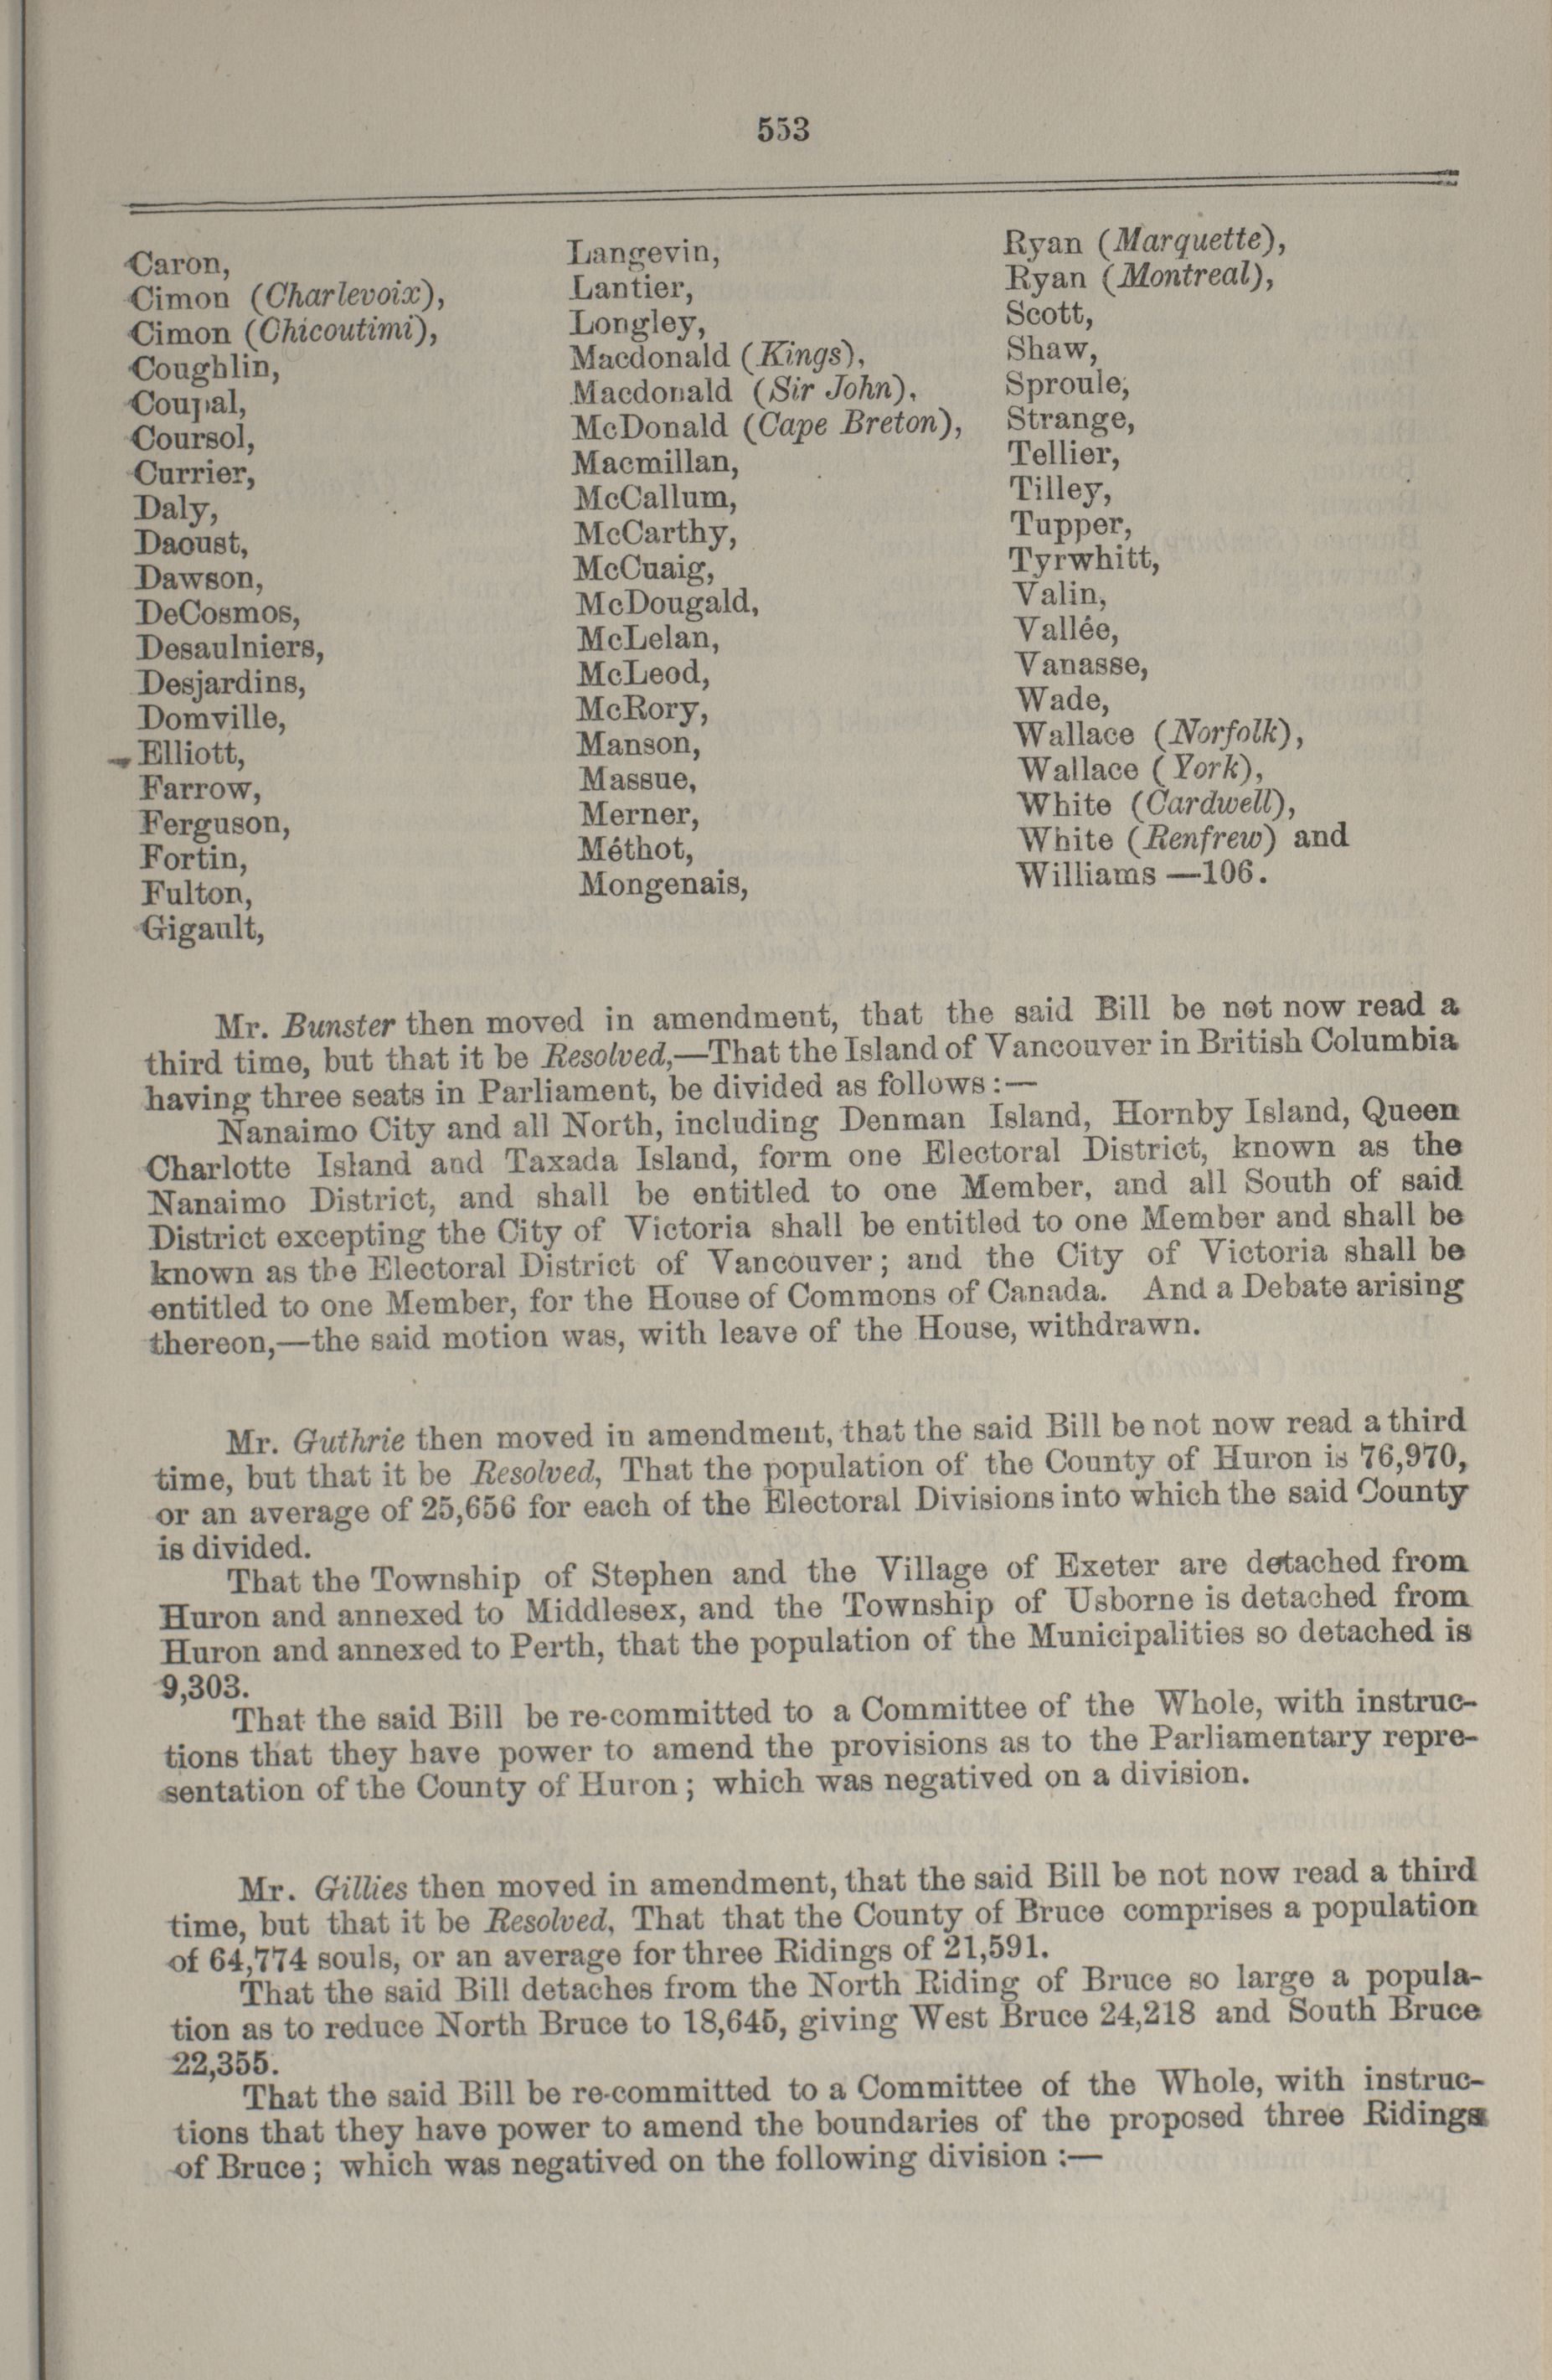 553
Caron,
Cimon (Charlevoix),
Cimon (Chicoutimi),
Coughlin,
Coupal,
Coursol,
Currier,
Daly,
Daoust,
Dawson,
DeCosmos,
Desaulniers,
Desjardins,
Domville,
Elliott,
Farrow,
Ferguson,
Fortin,
Fulton,
Gigault,
Langevin,
Lantier,
Longley,
Macdonald (Kings),
Macdonald (Sir John),
McDonald (Cape Breton),
Macmillan,
McCallum,
McCarthy,
McCuaig,
McDougald,
McLelan,
McLeod,
McRory,
Manson,
Massue,
Merner,
Méthot,
Mongenais,
Ryan (Marquette),
Ryan (Montreal),
Scott,
Shaw,
Sproule,
Strange,
Tellier,
Tilley,
Tupper,
Tyrwhitt,
Valin,
Vallée,
Vanasse,
Wade,
Wallace (Norfolk),
Wallace (York),
White (Cardwell),
White (Renfrew) and
Williams —106.
Mr. Bunster then moved in amendment, that the said Bill be not now read a
third time, but that it be Resolved,—That the Island of Vancouver in British Columbia
having three seats in Parliament, be divided as follows :—
Nanaimo City and all North, including Denman Island, Hornby Island, Queen
Charlotte Island and Taxada Island, form one Electoral District, known as the
Nanaimo District, and shall be entitled to one Member, and all South of said
District excepting the City of Victoria shall be entitled to one Member and shall be
known as the Electoral District of Vancouver ; and the City of Victoria shall be
entitled to one Member, for the House of Commons of Canada. And a Debate arising
thereon,—the said motion was, with leave of the House, withdrawn.
Mr. Guthrie then moved in amendment, that the said Bill be not now read a third
time, but that it be Resolved, That the population of the County of Huron is 76,970,
or an average of 25,656 for each of the Electoral Divisions into which the said County
is divided.
That the Township of Stephen and the Village of Exeter are detached from
Huron and annexed to Middlesex, and the Township of Usborne is detached from
Huron and annexed to Perth, that the population of the Municipalities so detached is
9,303.
That the said Bill be re-committed to a Committee of the Whole, with instruc-
tions that they have power to amend the provisions as to the Parliamentary repre-
sentation of the County of Huron ; which was negatived on a division.
Mr. Gillies then moved in amendment, that the said Bill be not now read a third
time, but that it be Resolved, That that the County of Bruce comprises a population
of 64,774 souls, or an average for three Ridings of 21,591.
That the said Bill detaches from the North Riding of Bruce so large a popula-
tion as to reduce North Bruce to 18,645, giving West Bruce 24,218 and South Bruce
22,355.
That the said Bill be re-committed to a Committee of the Whole, with instruc-
tions that they have power to amend the boundaries of the proposed three Ridings
of Bruce ; which was negatived on the following division :—